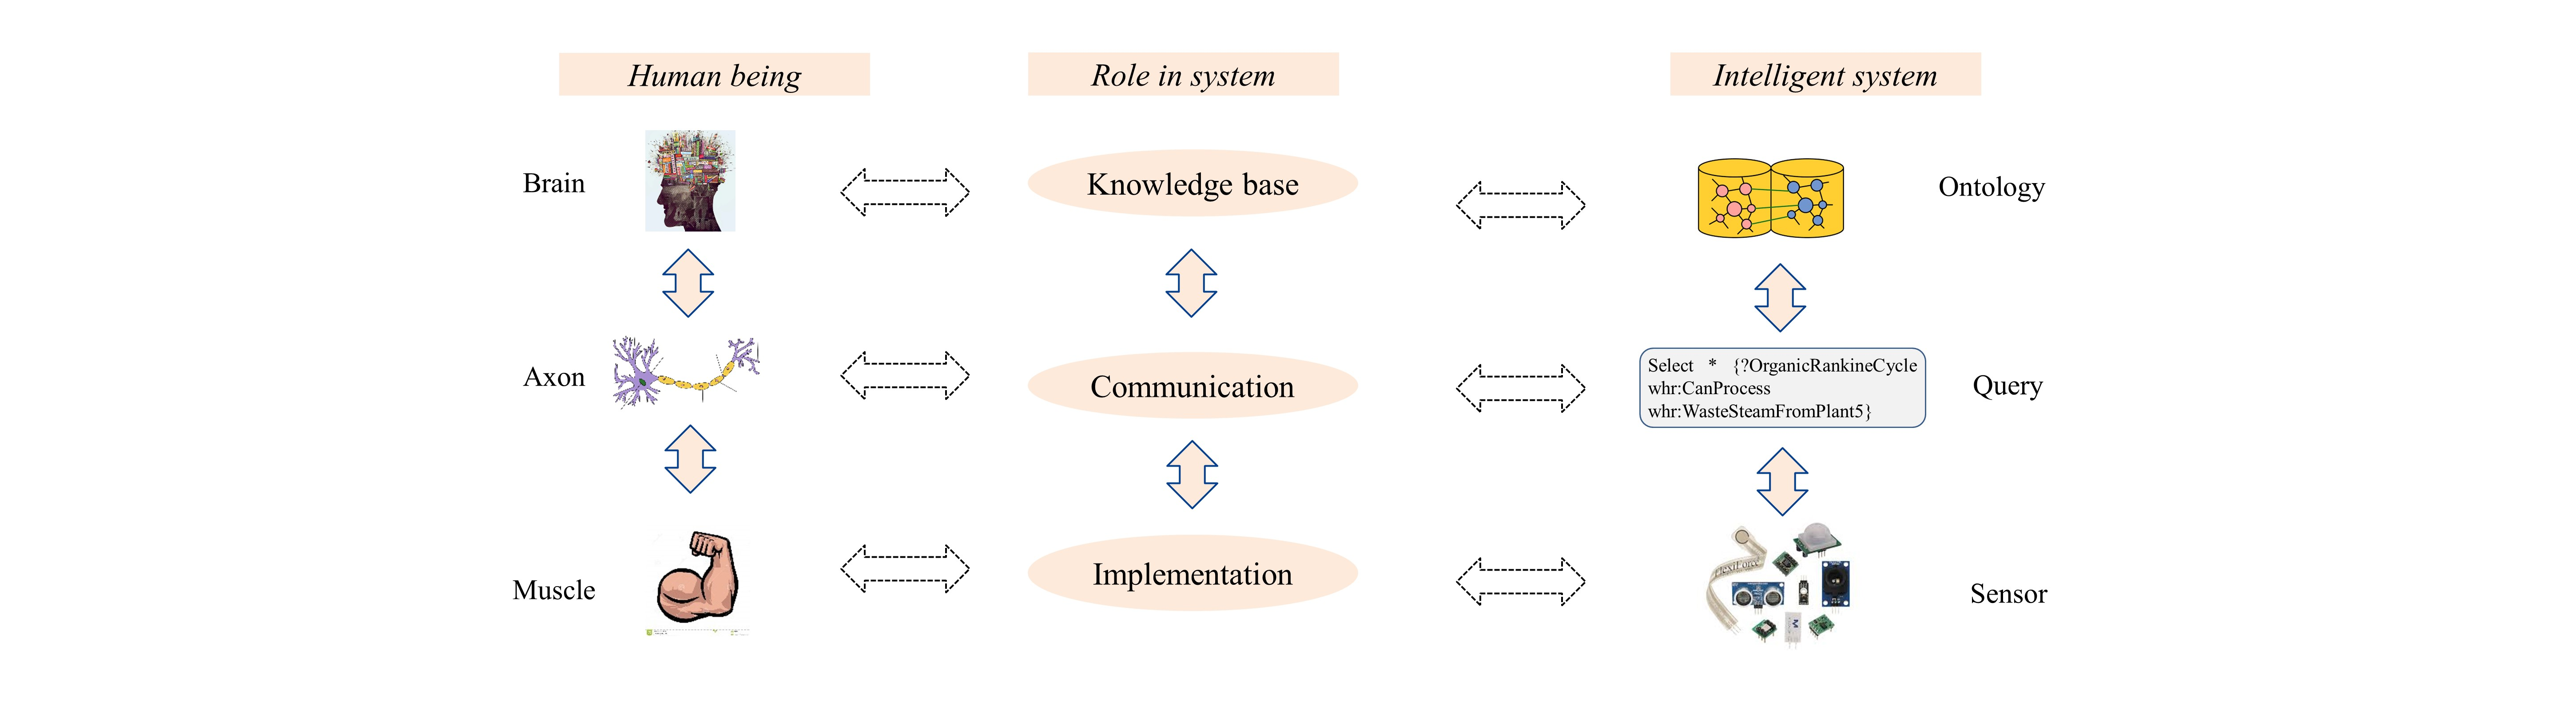 Human being
Role in system
Intelligent system
Brain
Knowledge base
Ontology
Axon
Communication
Select * {?OrganicRankineCycle
whr:CanProcess
whr:WasteSteamFromPlant5}
Query
Muscle
Implementation
FlexiForce
Sensor